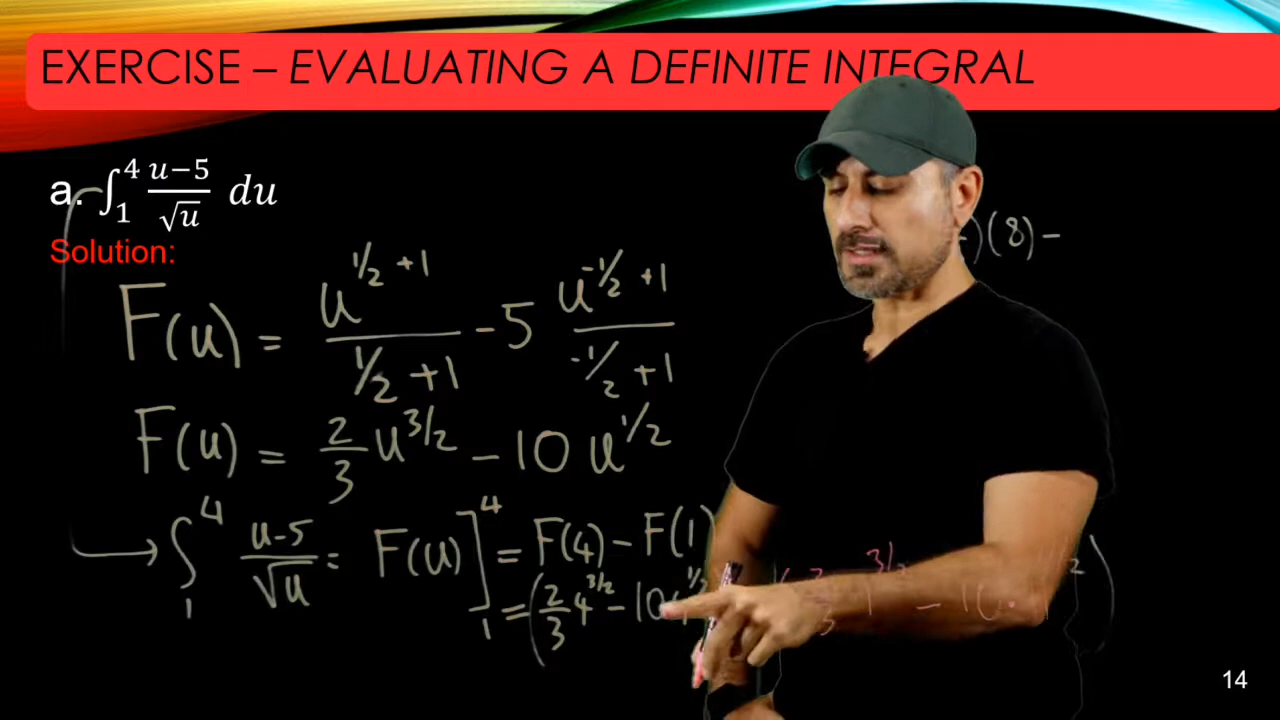 EXERCISE – EVALUATING A DEFINITE INTEGRAL
a. ∫₁⁴ (u−5)/√u du
Solution:
)(8) −
F(u) = u^(1/2 +1)/(1/2 +1) − 5 u^(-1/2 +1)/(-1/2 +1)
F(u) = 2/3 u^(3/2) − 10 u^(1/2)
∫₁⁴ (u-5)/√u = F(u)]₁⁴ = F(4) − F(1)
= (2/3 4^(3/2) − 10
14